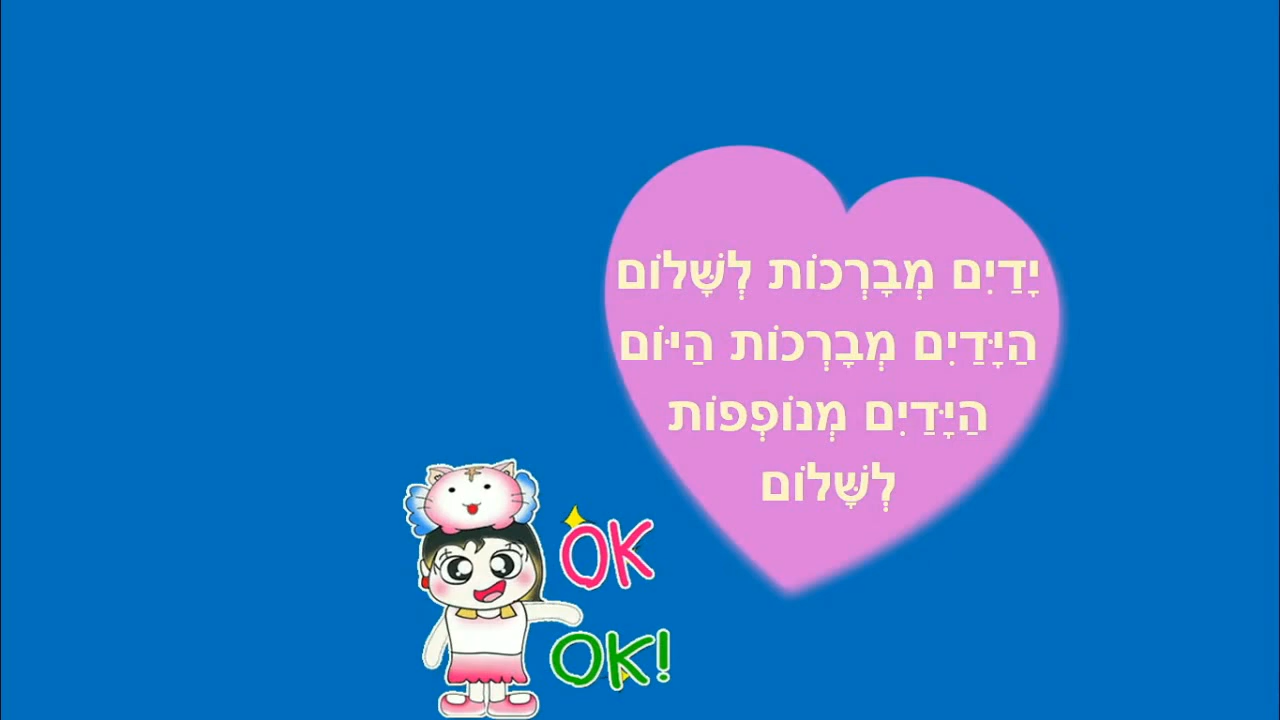 יָדַיִם מְבָרְכוֹת לְשָּׁלוֹם
הַיָּדַיִם מְבָרְכוֹת הַיּוֹם
הַיָּדַיִם מְנוֹפְפוֹת
לְשָּׁלוֹם
OK
OK!